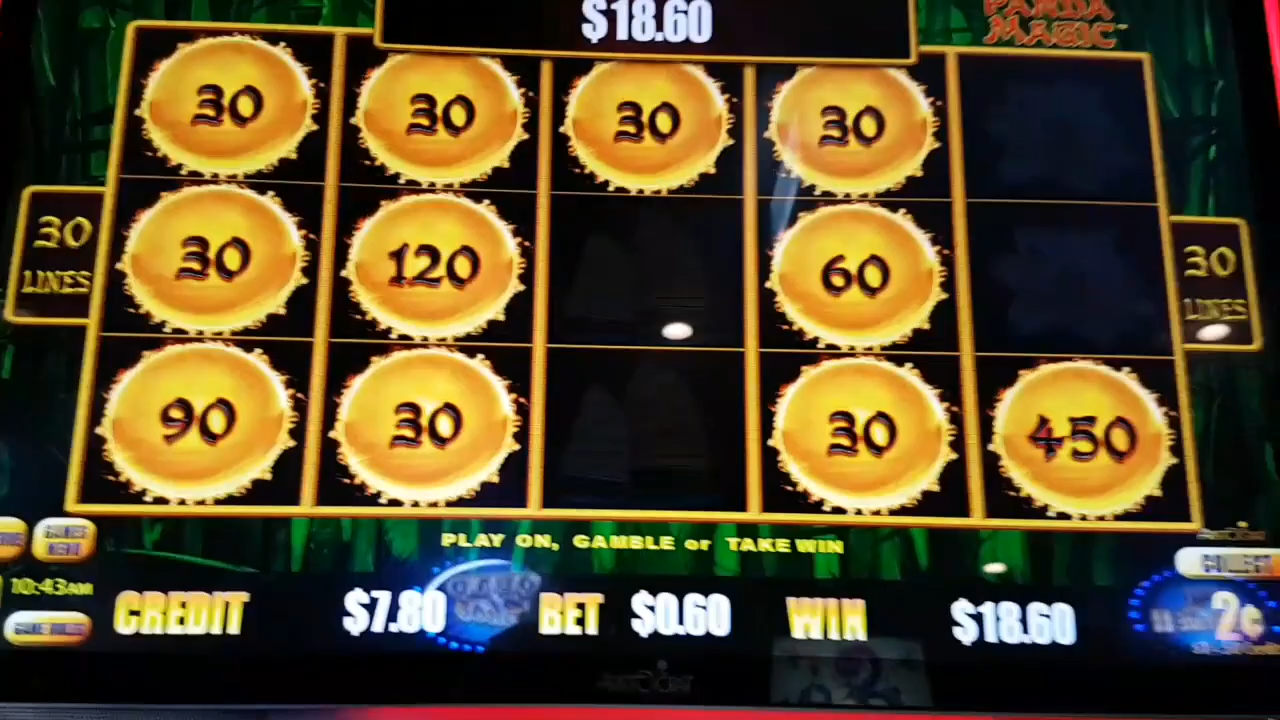 $18.60
PANDA
MAGIC
30 30 30 30
30 120 60
90 30 30 450
30
LINES
30
LINES
PLAY ON, GAMBLE or TAKE WIN
10:43AM
CREDIT $7.80 BET $0.60 WIN $18.60
2¢